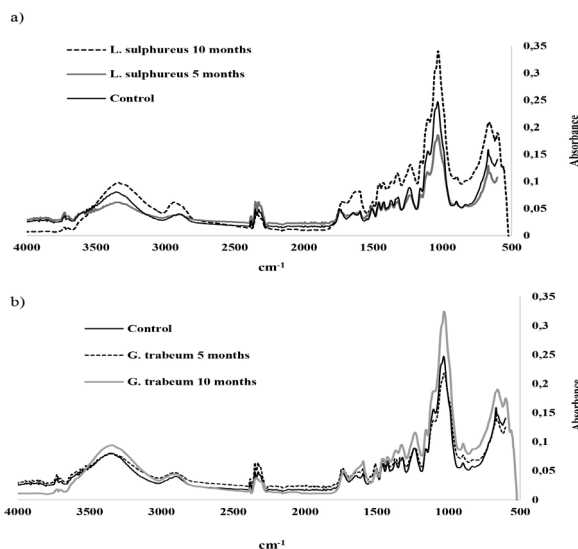 a)
L. sulphureus 10 months
L. sulphureus 5 months
Control
0,35
0,3
0,25
0,2
0,15
0,1
0,05
0
Absorbance
4000 3500 3000 2500 2000 1500 1000 500
cm-1
b)
Control
G. trabeum 5 months
G. trabeum 10 months
0,35
0,3
0,25
0,2
0,15
0,1
0,05
0
Absorbance
4000 3500 3000 2500 2000 1500 1000 500
cm-1